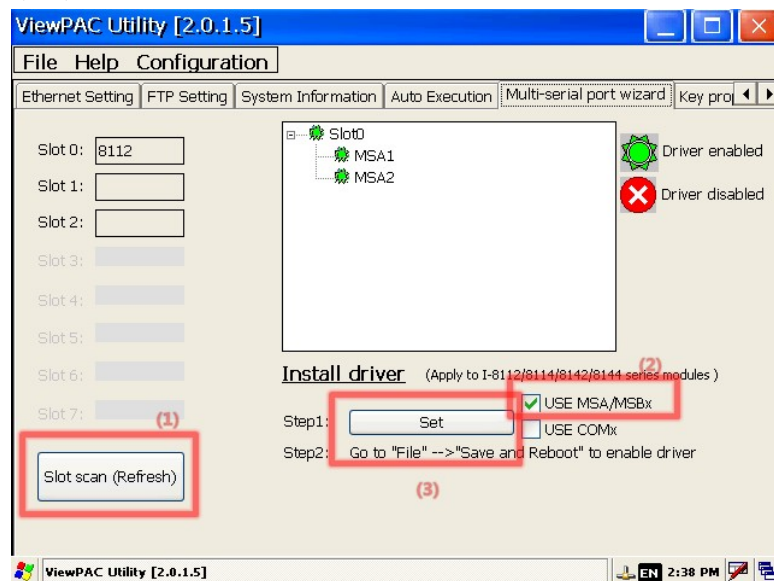 ViewPAC Utility [2.0.1.5]
File Help Configuration
Ethernet Setting FTP Setting System Information Auto Execution Multi-serial port wizard Key prop
Slot 0: 8112
Slot 1:
Slot 2:
Slot 3:
Slot 4:
Slot 5:
Slot 6:
Slot 7:
(1)
Slot scan (Refresh)
Slot0
MSA1
MSA2
Driver enabled
Driver disabled
Install driver (Apply to I-8112/8114/8142/8144 series modules )
(2)
USE MSA/MSBx
Step1: Set
USE COMx
Step2: Go to "File" -->"Save and Reboot" to enable driver
(3)
ViewPAC Utility [2.0.1.5] EN 2:38 PM